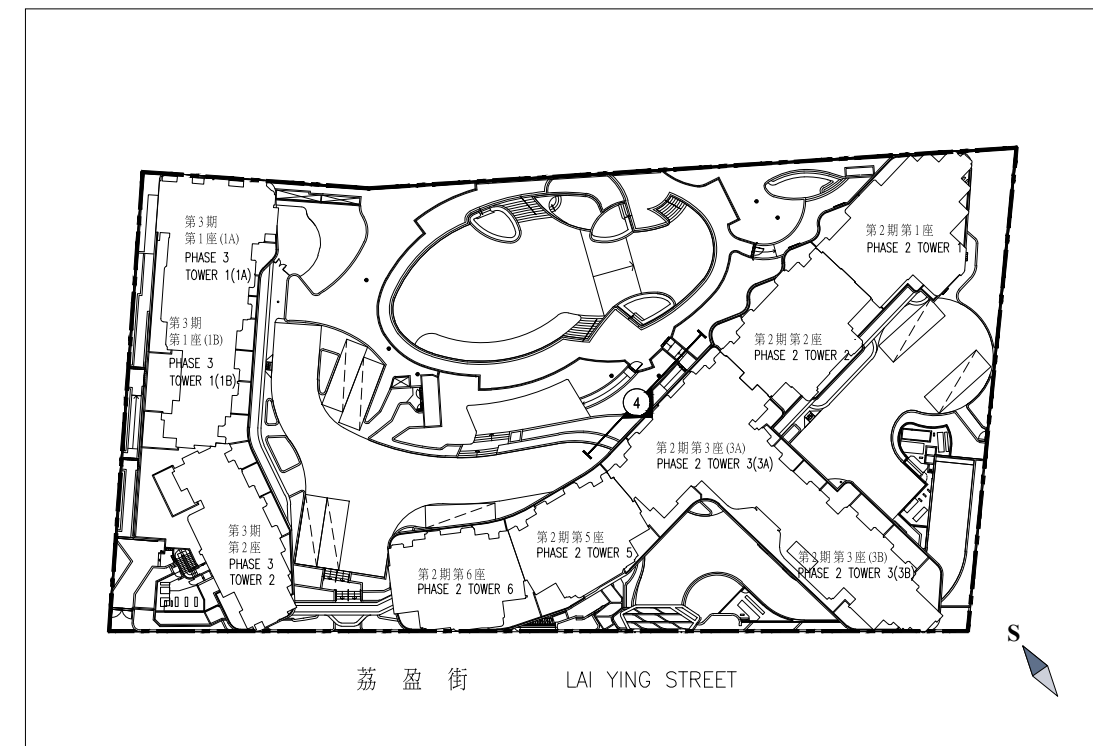 第3期
第1座(1A)
PHASE 3
TOWER 1(1A)
第3期
第1座(1B)
PHASE 3
TOWER 1(1B)
第3期
第2座
PHASE 3
TOWER 2
第2期第1座
PHASE 2 TOWER 1
第2期第2座
PHASE 2 TOWER 2
4
第2期第3座(3A)
PHASE 2 TOWER 3(3A)
第2期第5座
PHASE 2 TOWER 5
第2期第6座
PHASE 2 TOWER 6
第2期第3座(3B)
PHASE 2 TOWER 3(3B)
荔盈街 LAI YING STREET
S